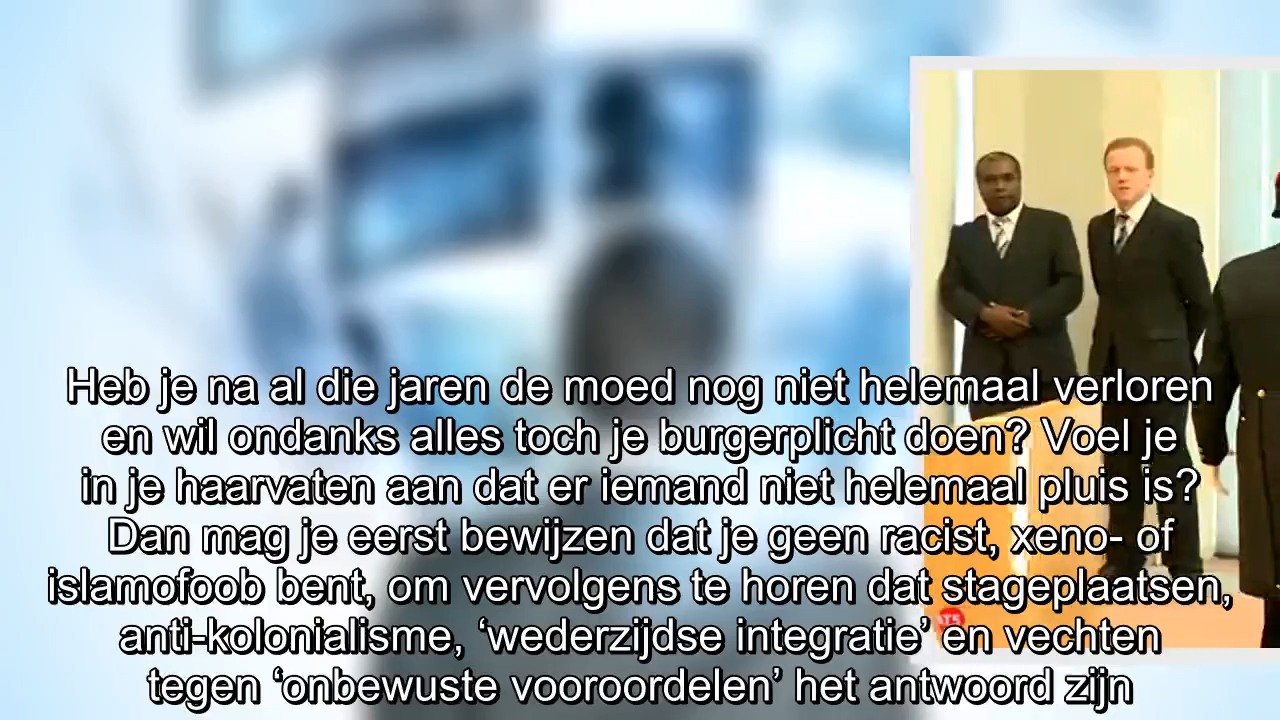 Heb je na al die jaren de moed nog niet helemaal verloren
en wil ondanks alles toch je burgerplicht doen? Voel je
in je haarvaten aan dat er iemand niet helemaal pluis is?
Dan mag je eerst bewijzen dat je geen racist, xeno- of
islamofoob bent, om vervolgens te horen dat stageplaatsen,
anti-kolonialisme, ‘wederzijdse integratie’ en vechten
tegen ‘onbewuste vooroordelen’ het antwoord zijn